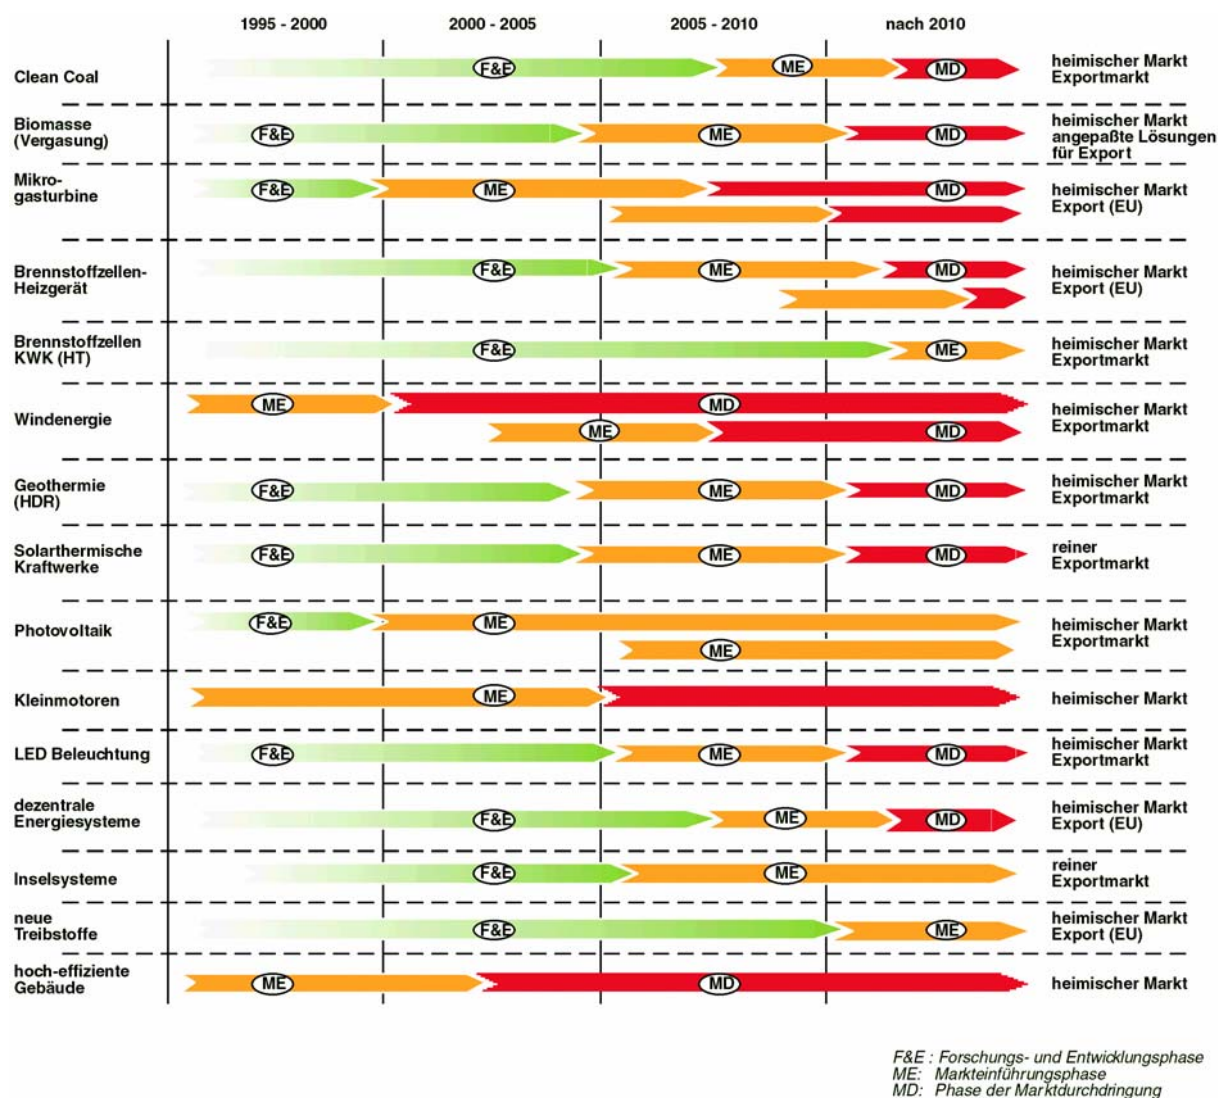 1995 - 2000 2000 - 2005 2005 - 2010 nach 2010
Clean Coal F&E ME MD heimischer Markt
Exportmarkt
Biomasse
(Vergasung) F&E ME MD heimischer Markt
angepaßte Lösungen
für Export
Mikro-
gasturbine F&E ME MD heimischer Markt
Export (EU)
Brennstoffzellen-
Heizgerät F&E ME MD heimischer Markt
Export (EU)
Brennstoffzellen
KWK (HT) F&E ME heimischer Markt
Exportmarkt
Windenergie ME MD heimischer Markt
ME MD Exportmarkt
Geothermie
(HDR) F&E ME MD heimischer Markt
Exportmarkt
Solarthermische
Kraftwerke F&E ME MD reiner
Exportmarkt
Photovoltaik F&E ME heimischer Markt
ME Exportmarkt
Kleinmotoren ME heimischer Markt
LED Beleuchtung F&E ME MD heimischer Markt
Exportmarkt
dezentrale
Energiesysteme F&E ME MD heimischer Markt
Export (EU)
Inselsysteme F&E ME reiner
Exportmarkt
neue
Treibstoffe F&E ME heimischer Markt
Export (EU)
hoch-effiziente
Gebäude ME MD heimischer Markt
F&E : Forschungs- und Entwicklungsphase
ME: Markteinführungsphase
MD: Phase der Marktdurchdringung